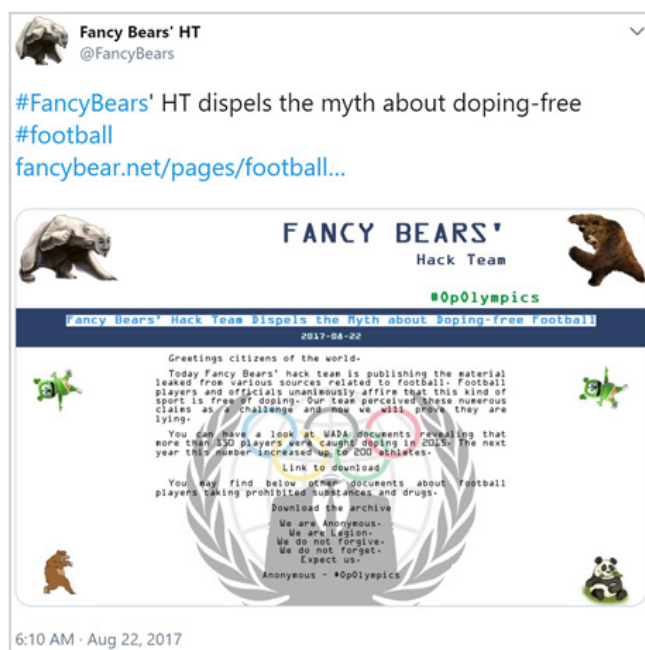 Fancy Bears' HT
@FancyBears
#FancyBears' HT dispels the myth about doping-free
#football
fancybear.net/pages/football...
FANCY BEARS'
Hack Team
#OpOlympics
Fancy Bears' Hack Team Dispels the Myth about Doping-free Football
2017-08-22
Greetings citizens of the world.
Today Fancy Bears' hack team is publishing the material
leaked from various sources related to football. Football
players and officials unanimously affirm that this kind of
sport is free of doping. Our team perceived these numerous
claims as a challenge and now we will prove they are
lying.
You can have a look at WADA documents revealing that
more than 150 players were caught doping in 2015. The next
year this number increased up to 200 athletes.
Link to download
You may find below other documents about football
players taking prohibited substances and drugs.
Download the archive
We are Anonymous.
We are Legion.
We do not forgive.
We do not forget.
Expect us.
Anonymous - #OpOlympics
6:10 AM · Aug 22, 2017